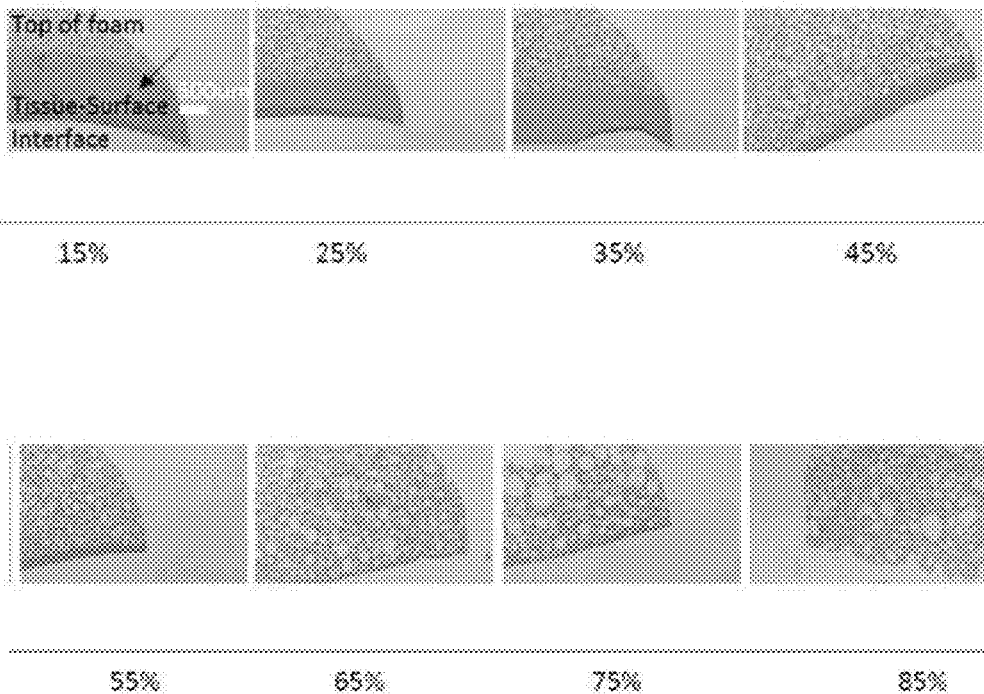 Top of foam
Tissue-Surface
Interface
15% 25% 35% 45%
55% 65% 75% 85%